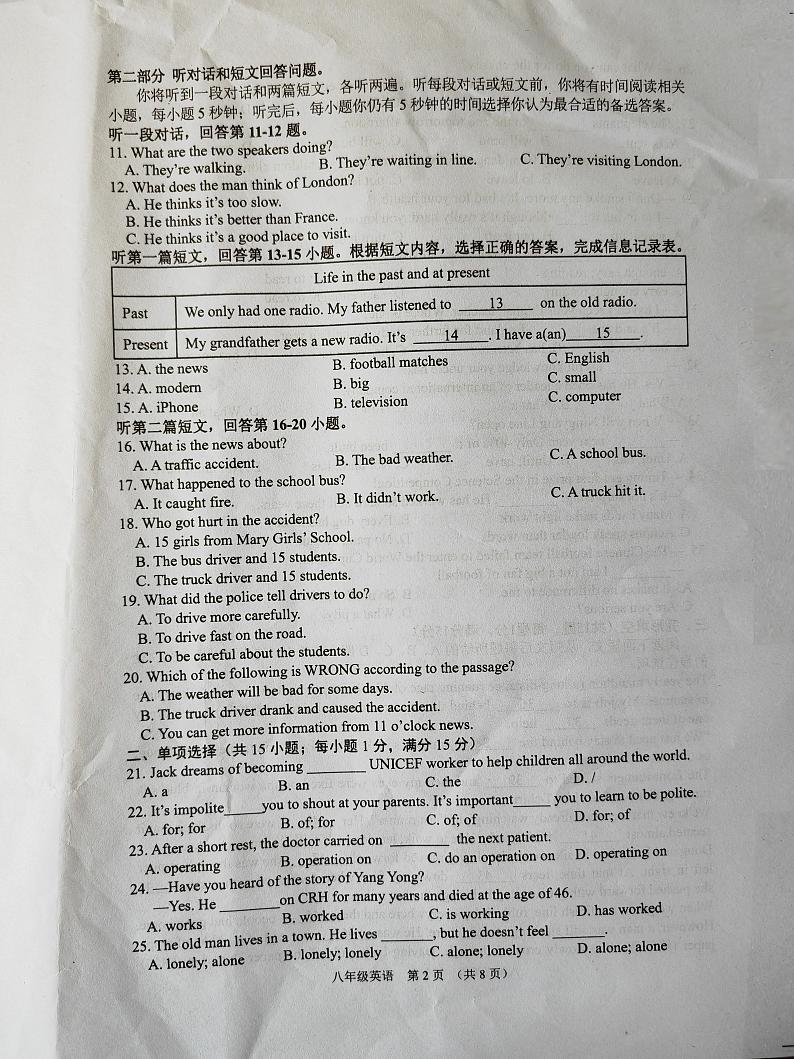 第二部分 听对话和短文回答问题。
你将听到一段对话和两篇短文，各听两遍。听每段对话或短文前，你将有时间阅读相关
小题，每小题 5 秒钟；听完后，每小题你仍有 5 秒钟的时间选择你认为最合适的备选答案。
听一段对话，回答第 11-12 题。
11. What are the two speakers doing?
A. They're walking. B. They're waiting in line. C. They're visiting London.
12. What does the man think of London?
A. He thinks it's too slow.
B. He thinks it's better than France.
C. He thinks it's a good place to visit.
听第一篇短文，回答第 13-15 小题。根据短文内容，选择正确的答案，完成信息记录表。
Life in the past and at present
Past We only had one radio. My father listened to ___13___ on the old radio.
Present My grandfather gets a new radio. It's ___14___. I have a(an)___15___.
13. A. the news B. football matches C. English
14. A. modern B. big C. small
15. A. iPhone B. television C. computer
听第二篇短文，回答第 16-20 小题。
16. What is the news about?
A. A traffic accident. B. The bad weather. C. A school bus.
17. What happened to the school bus?
A. It caught fire. B. It didn't work. C. A truck hit it.
18. Who got hurt in the accident?
A. 15 girls from Mary Girls' School.
B. The bus driver and 15 students.
C. The truck driver and 15 students.
19. What did the police tell drivers to do?
A. To drive more carefully.
B. To drive fast on the road.
C. To be careful about the students.
20. Which of the following is WRONG according to the passage?
A. The weather will be bad for some days.
B. The truck driver drank and caused the accident.
C. You can get more information from 11 o'clock news.
二、单项选择（共 15 小题；每小题 1 分，满分 15 分）
21. Jack dreams of becoming ________ UNICEF worker to help children all around the world.
A. a B. an C. the D. /
22. It's impolite_____you to shout at your parents. It's important_____ you to learn to be polite.
A. for; for B. of; for C. of; of D. for; of
23. After a short rest, the doctor carried on ________ the next patient.
A. operating B. operation on C. do an operation on D. operating on
24. —Have you heard of the story of Yang Yong?
—Yes. He ________on CRH for many years and died at the age of 46.
A. works B. worked C. is working D. has worked
25. The old man lives in a town. He lives _______, but he doesn't feel _______.
A. lonely; alone B. lonely; lonely C. alone; lonely D. alone; alone
八年级英语 第 2 页 （共 8 页）